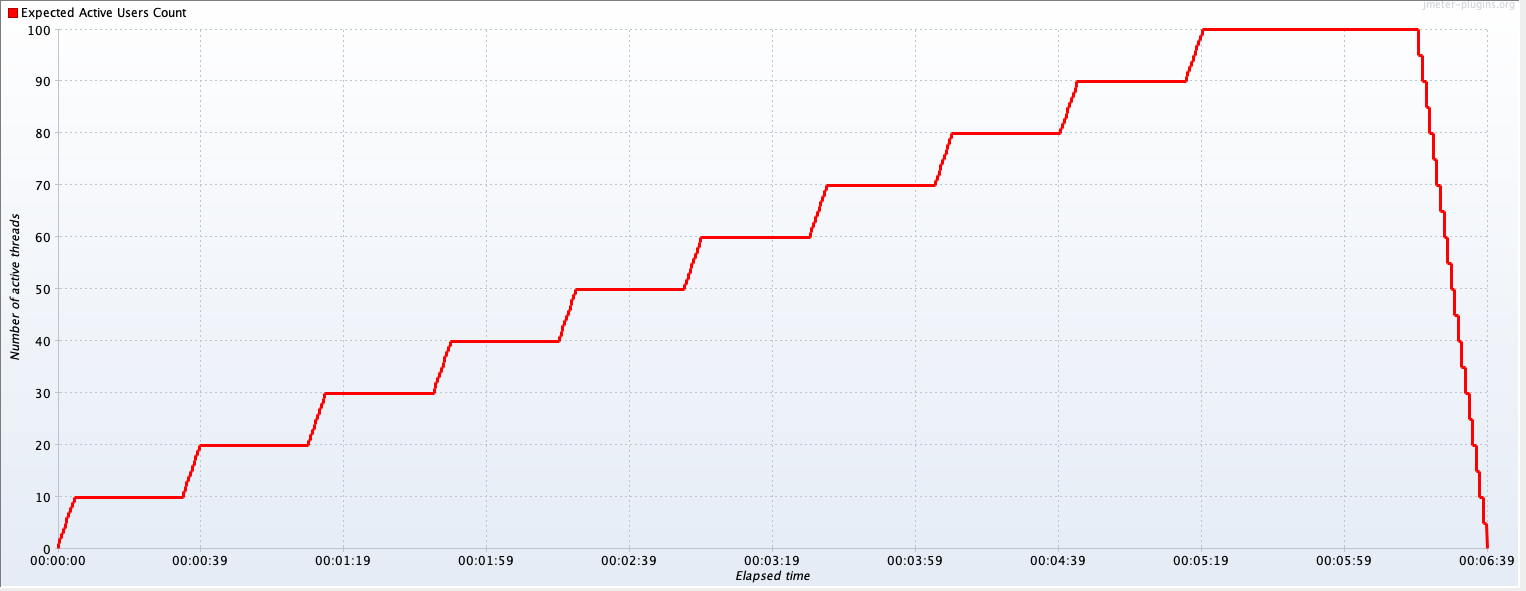 Expected Active Users Count
jmeter-plugins.org
100
90
80
70
60
50
40
30
20
10
0
Number of active threads
00:00:00 00:00:39 00:01:19 00:01:59 00:02:39 00:03:19 00:03:59 00:04:39 00:05:19 00:05:59 00:06:39
Elapsed time